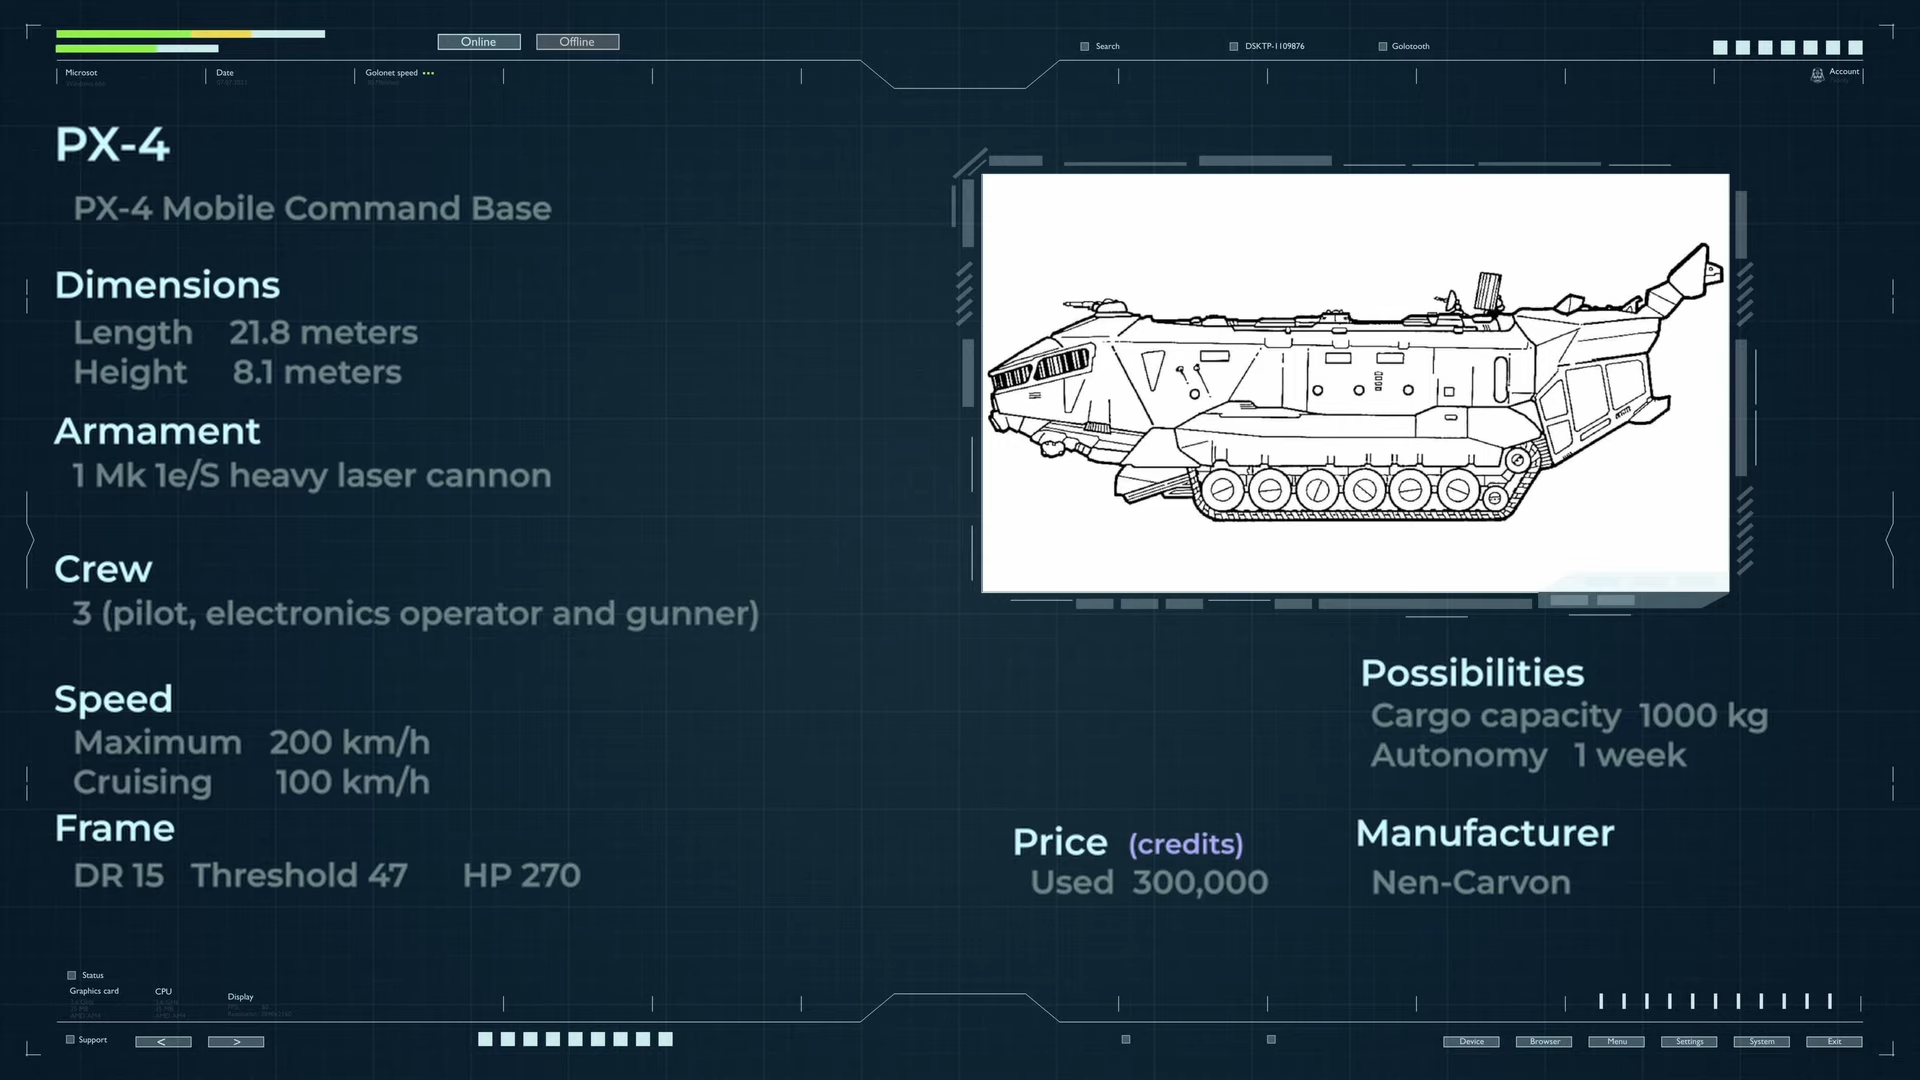 Online
Offline
Search
DSKTP-1109876
Golotooth
Microsot
Date
Golonet speed
Account
PX-4
PX-4 Mobile Command Base
Dimensions
Length 21.8 meters
Height 8.1 meters
Armament
1 Mk 1e/S heavy laser cannon
Crew
3 (pilot, electronics operator and gunner)
Speed
Maximum 200 km/h
Cruising 100 km/h
Frame
DR 15 Threshold 47 HP 270
Possibilities
Cargo capacity 1000 kg
Autonomy 1 week
Price (credits)
Used 300,000
Manufacturer
Nen-Carvon
Status
Graphics card
CPU
Display
Support
<
>
Device
Browser
Menu
Settings
System
Exit